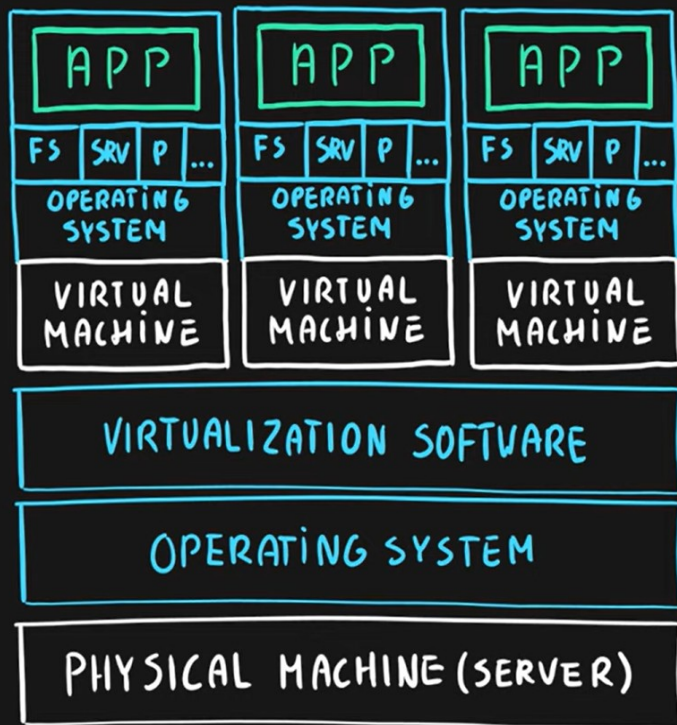 APP APP APP
FS SRV P ... FS SRV P ... FS SRV P ...
OPERATING OPERATING OPERATING
SYSTEM SYSTEM SYSTEM
VIRTUAL VIRTUAL VIRTUAL
MACHINE MACHINE MACHINE
VIRTUALIZATION SOFTWARE
OPERATING SYSTEM
PHYSICAL MACHINE (SERVER)